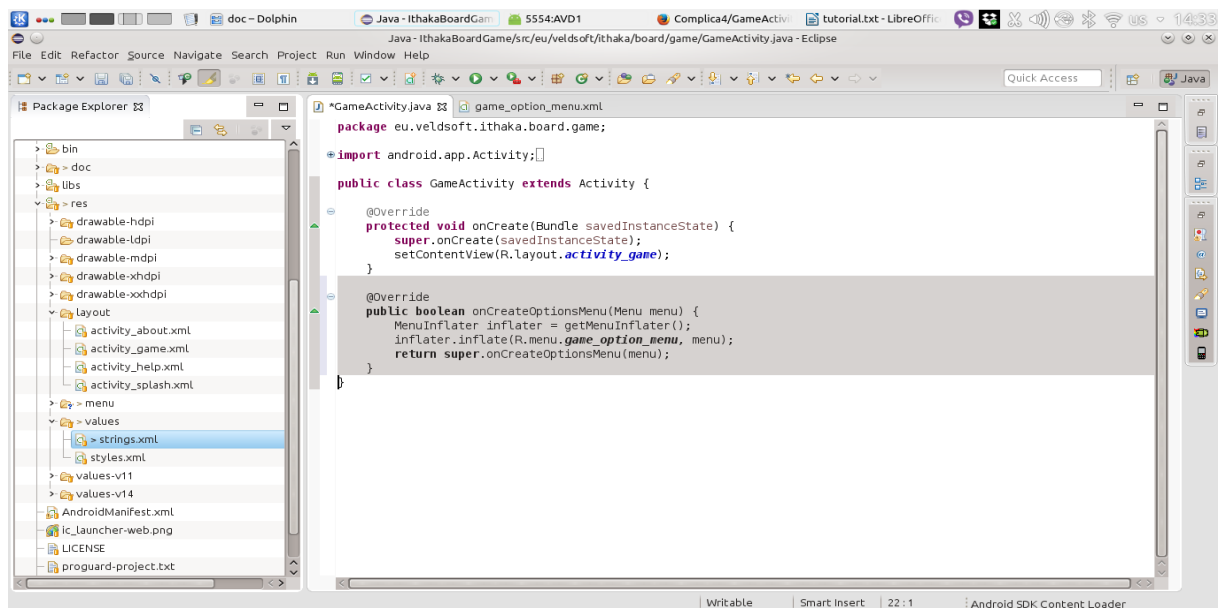 doc – Dolphin
Java - IthakaBoardGam
5554:AVD1
Complica4/GameActivi
tutorial.txt - LibreOffic
US
14:33
Java - IthakaBoardGame/src/eu/veldsoft/ithaka/board/game/GameActivity.java - Eclipse
File Edit Refactor Source Navigate Search Project Run Window Help
Quick Access
Java
Package Explorer
*GameActivity.java
game_option_menu.xml
bin
> doc
libs
> res
drawable-hdpi
drawable-ldpi
drawable-mdpi
drawable-xhdpi
drawable-xxhdpi
layout
activity_about.xml
activity_game.xml
activity_help.xml
activity_splash.xml
> menu
> values
> strings.xml
styles.xml
values-v11
values-v14
AndroidManifest.xml
ic_launcher-web.png
LICENSE
proguard-project.txt
package eu.veldsoft.ithaka.board.game;
import android.app.Activity;
public class GameActivity extends Activity {
@Override
protected void onCreate(Bundle savedInstanceState) {
super.onCreate(savedInstanceState);
setContentView(R.layout.activity_game);
}
@Override
public boolean onCreateOptionsMenu(Menu menu) {
MenuInflater inflater = getMenuInflater();
inflater.inflate(R.menu.game_option_menu, menu);
return super.onCreateOptionsMenu(menu);
}
}
Writable
Smart Insert
22 : 1
Android SDK Content Loader